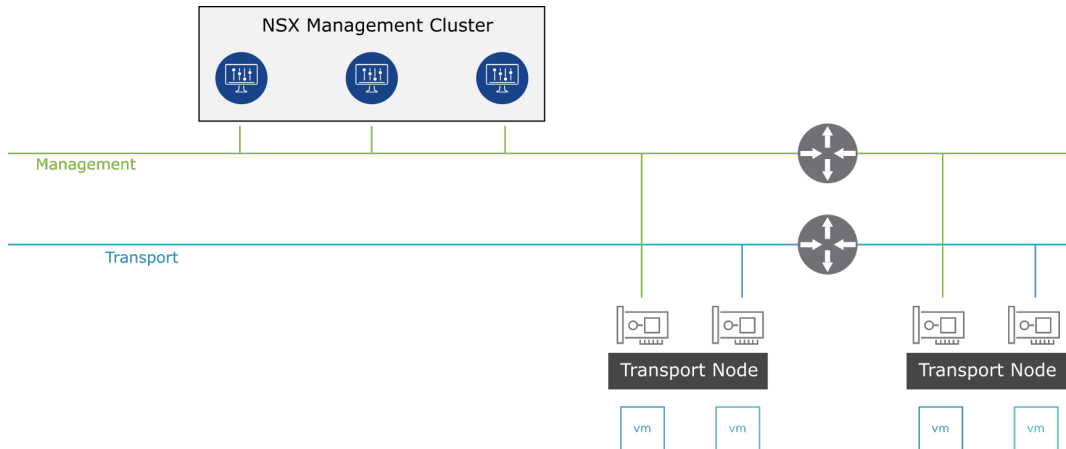 NSX Management Cluster
Management
Transport
Transport Node
Transport Node
vm
vm
vm
vm